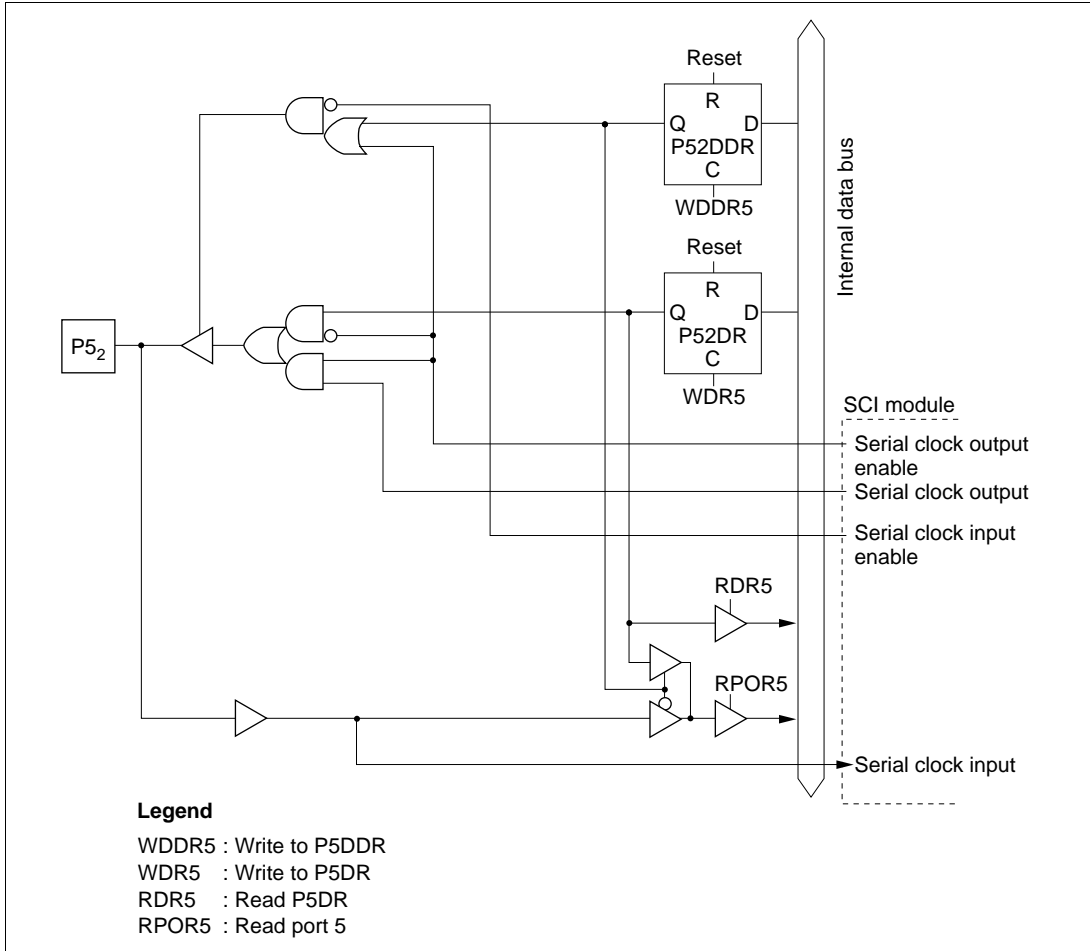 Reset
R
Q D
P52DDR
C
WDDR5
Internal data bus
Reset
R
Q D
P52DR
C
WDR5
P5₂
SCI module
Serial clock output
enable
Serial clock output
Serial clock input
enable
RDR5
RPOR5
Serial clock input
Legend
WDDR5 : Write to P5DDR
WDR5 : Write to P5DR
RDR5 : Read P5DR
RPOR5 : Read port 5